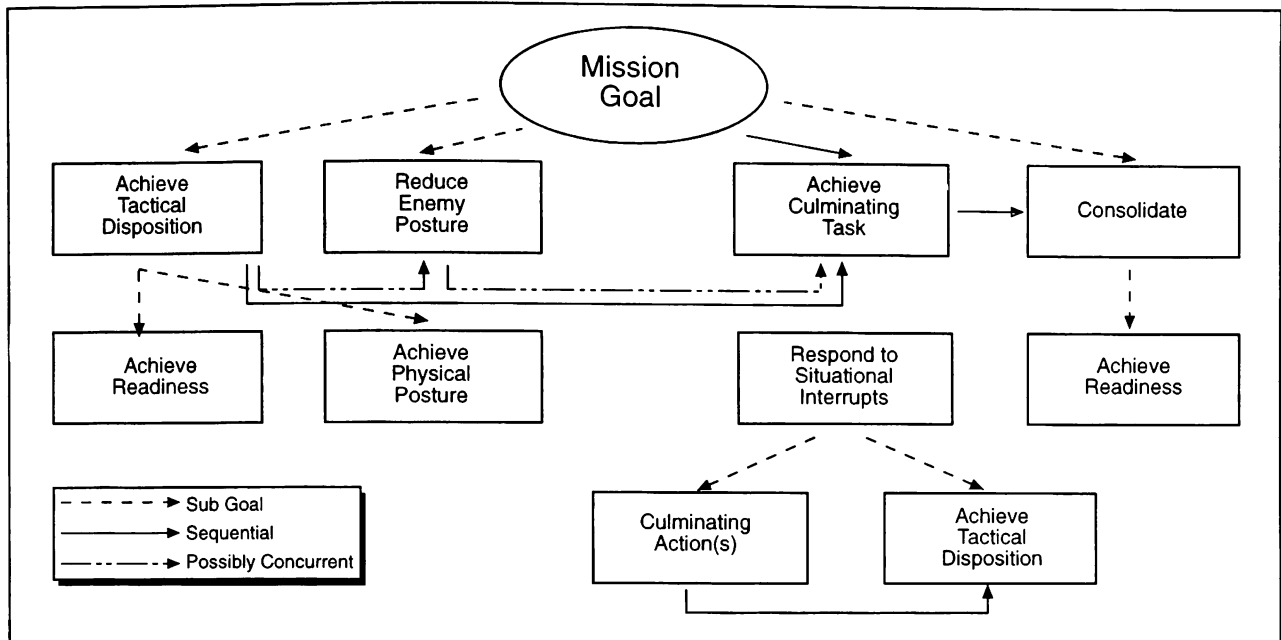 Mission
Goal
Achieve
Tactical
Disposition
Reduce
Enemy
Posture
Achieve
Culminating
Task
Consolidate
Achieve
Readiness
Achieve
Physical
Posture
Respond to
Situational
Interrupts
Achieve
Readiness
Sub Goal
Sequential
Possibly Concurrent
Culminating
Action(s)
Achieve
Tactical
Disposition